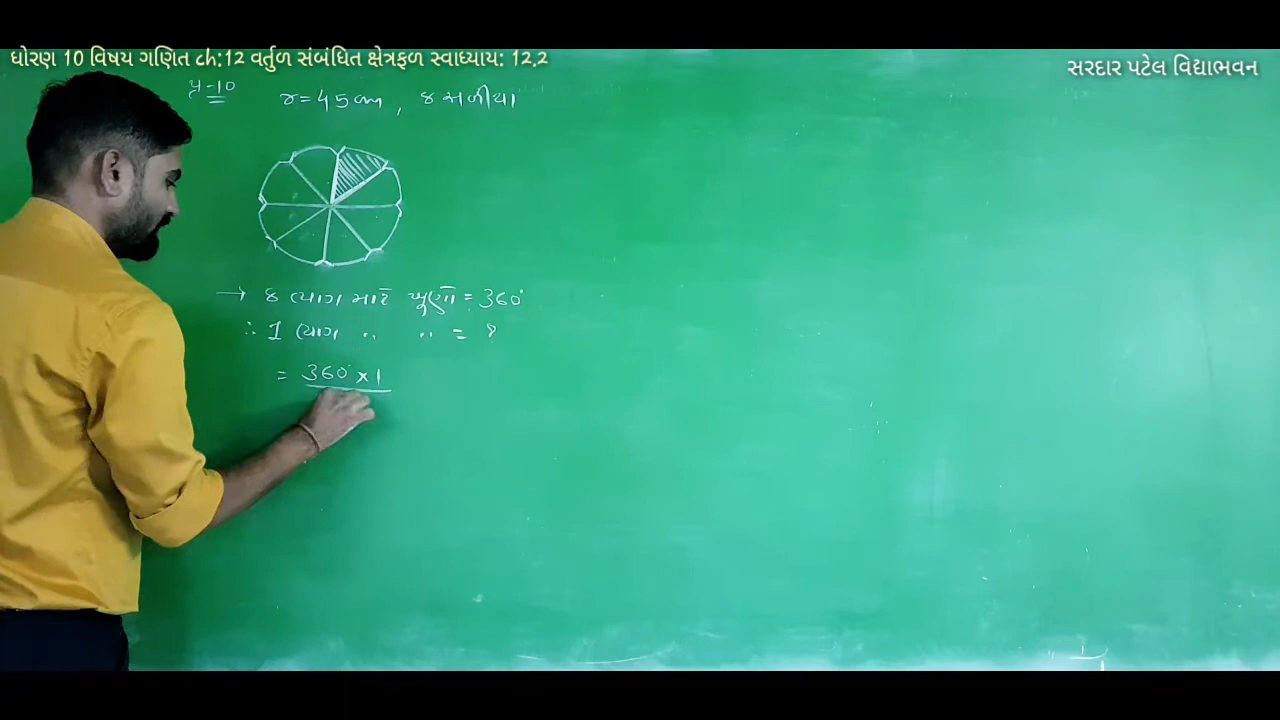 ધોરણ 10 વિષય ગણિત ch:12 વર્તુળ સંબંધિત ક્ષેત્રફળ સ્વાધ્યાય: 12.2
સરદાર પટેલ વિદ્યાભવન
પ્ર-10
r = 45 cm , 8 સળીયા
→ 8 ભાગ માટે ખૂણો = 360°
∴ 1 ભાગ " " = ?
= 360° × 1